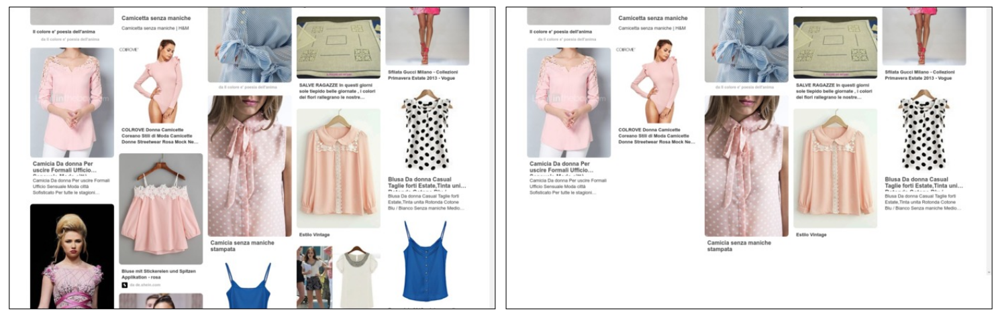 Il colore e' poesia dell'anima
da Il colore e' poesia dell'anima
Camicia Da donna Per
uscire Formali Ufficio...
Camicia Da donna Per uscire Formali
Ufficio Sensuale Moda città
Sofisticato Per tutte le stagioni...
Camicetta senza maniche
Camicetta senza maniche | H&M
COLROVE
COLROVE Donna Camicette
Coreano Stili di Moda Camicette
Donne Streetwear Rosa Mock Ne...
Bluse mit Stickereien und Spitzen
Applikation - rosa
da de.shein.com
da Il colore e' poesia dell'anima
Camicia senza maniche
stampata
SALVE RAGAZZE in questi giorni
sole tiepido belle giornate , i colori
dei fiori rallegrano le nostre...
Estilo Vintage
Sfilata Gucci Milano - Collezioni
Primavera Estate 2013 - Vogue
Blusa Da donna Casual
Taglie forti Estate,Tinta uni...
Blusa Da donna Casual Taglie forti
Estate,Tinta unita Rotonda Cotone
Blu / Bianco Senza maniche Medio...
Il colore e' poesia dell'anima
da Il colore e' poesia dell'anima
Camicia Da donna Per
uscire Formali Ufficio...
Camicia Da donna Per uscire Formali
Ufficio Sensuale Moda città
Sofisticato Per tutte le stagioni...
Camicetta senza maniche
Camicetta senza maniche | H&M
COLROVE
COLROVE Donna Camicette
Coreano Stili di Moda Camicette
Donne Streetwear Rosa Mock Ne...
da Il colore e' poesia dell'anima
Camicia senza maniche
stampata
SALVE RAGAZZE in questi giorni
sole tiepido belle giornate , i colori
dei fiori rallegrano le nostre...
Estilo Vintage
Sfilata Gucci Milano - Collezioni
Primavera Estate 2013 - Vogue
Blusa Da donna Casual
Taglie forti Estate,Tinta uni...
Blusa Da donna Casual Taglie forti
Estate,Tinta unita Rotonda Cotone
Blu / Bianco Senza maniche Medio...